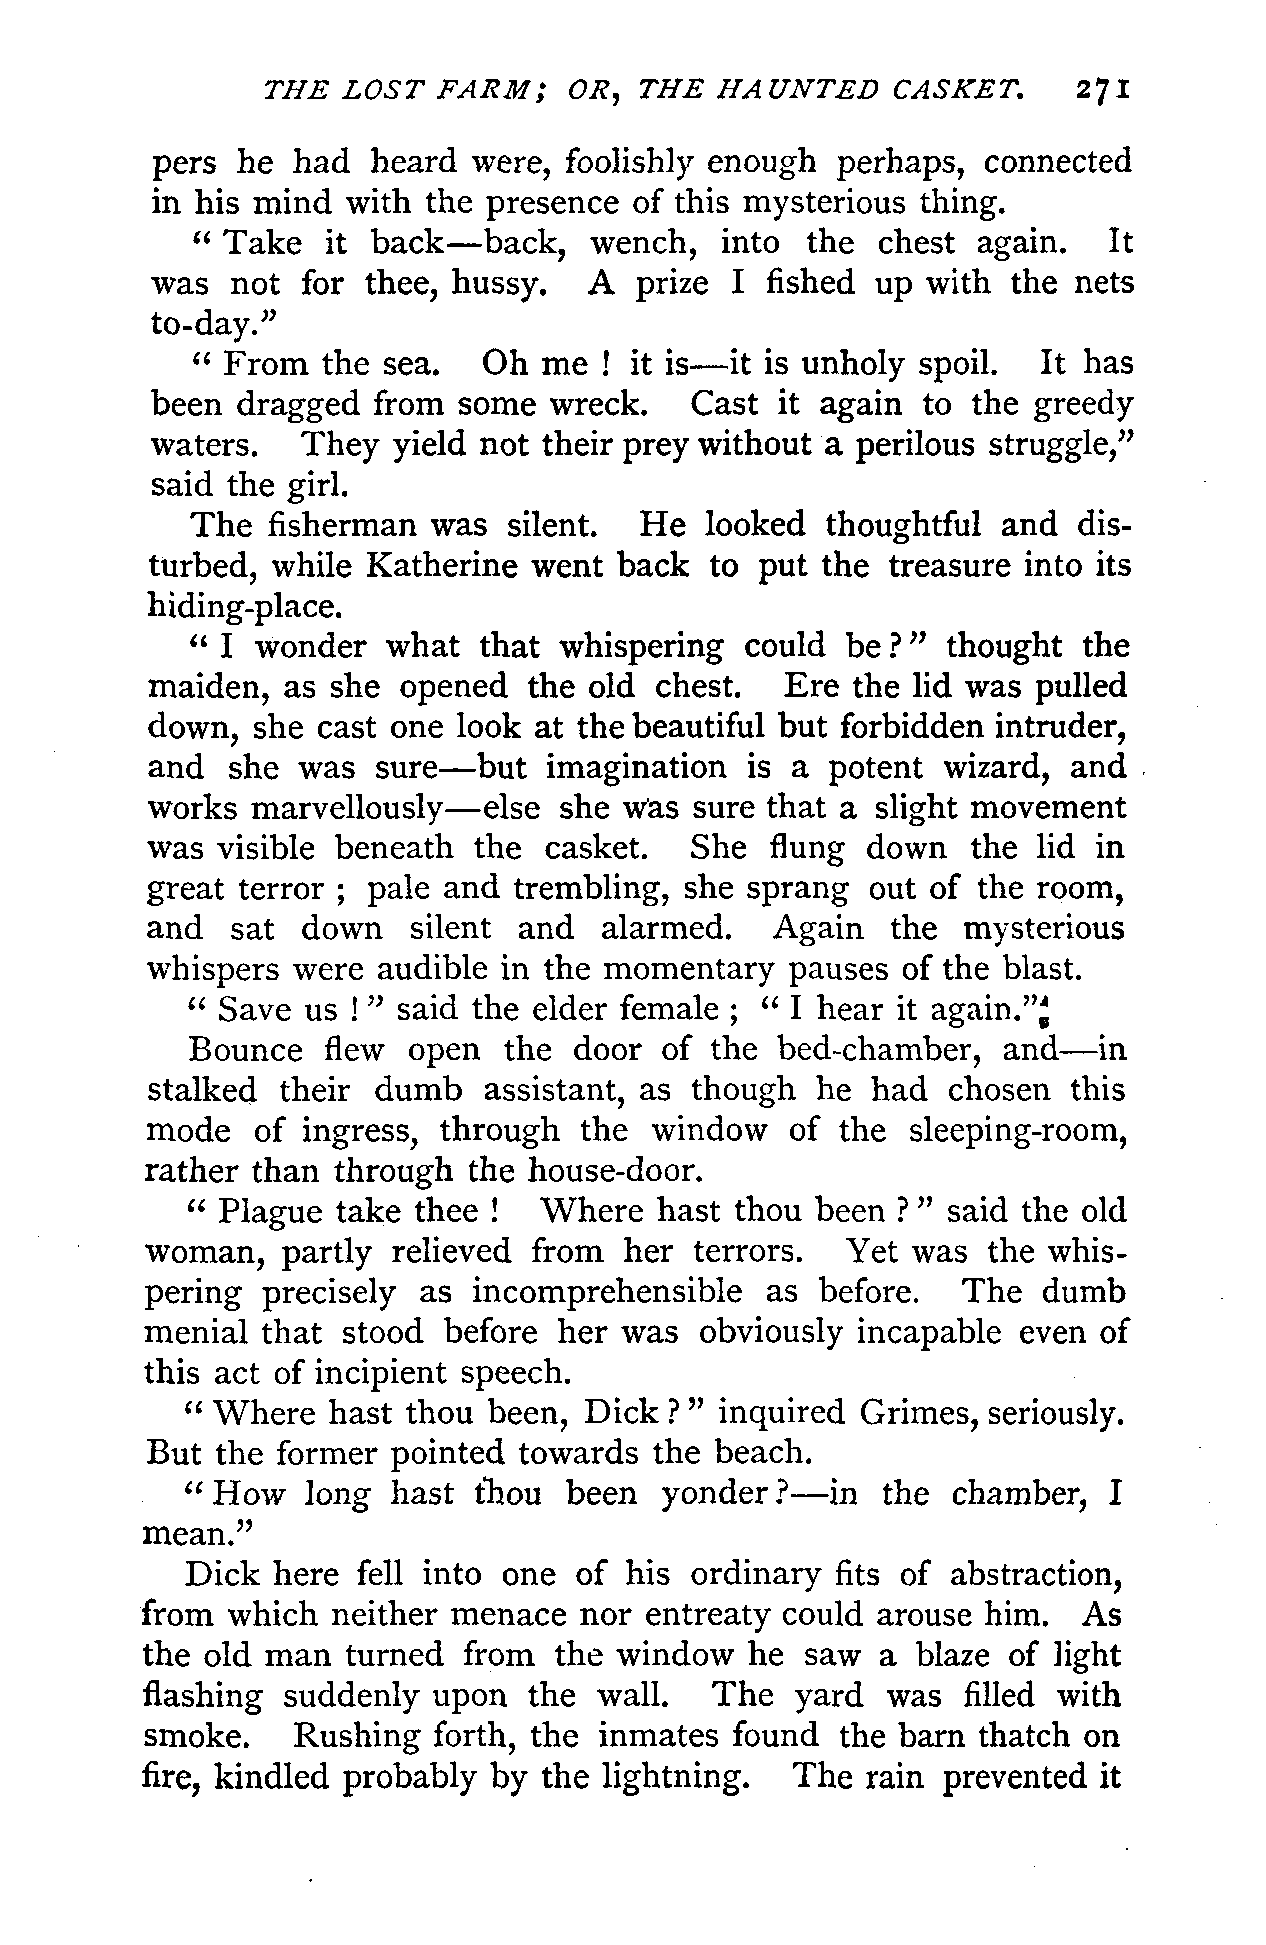 THE LOST FARM; OR, THE HAUNTED CASKET. 271
pers he had heard were, foolishly enough perhaps, connected
in his mind with the presence of this mysterious thing.
“ Take it back—back, wench, into the chest again. It
was not for thee, hussy. A prize I fished up with the nets
to-day.”
“ From the sea. Oh me ! it is—it is unholy spoil. It has
been dragged from some wreck. Cast it again to the greedy
waters. They yield not their prey without a perilous struggle,”
said the girl.
The fisherman was silent. He looked thoughtful and dis-
turbed, while Katherine went back to put the treasure into its
hiding-place.
“ I wonder what that whispering could be ? ” thought the
maiden, as she opened the old chest. Ere the lid was pulled
down, she cast one look at the beautiful but forbidden intruder,
and she was sure—but imagination is a potent wizard, and
works marvellously—else she was sure that a slight movement
was visible beneath the casket. She flung down the lid in
great terror ; pale and trembling, she sprang out of the room,
and sat down silent and alarmed. Again the mysterious
whispers were audible in the momentary pauses of the blast.
“ Save us ! ” said the elder female ; “ I hear it again.”
Bounce flew open the door of the bed-chamber, and—in
stalked their dumb assistant, as though he had chosen this
mode of ingress, through the window of the sleeping-room,
rather than through the house-door.
“ Plague take thee ! Where hast thou been ? ” said the old
woman, partly relieved from her terrors. Yet was the whis-
pering precisely as incomprehensible as before. The dumb
menial that stood before her was obviously incapable even of
this act of incipient speech.
“ Where hast thou been, Dick ? ” inquired Grimes, seriously.
But the former pointed towards the beach.
“ How long hast thou been yonder ?—in the chamber, I
mean.”
Dick here fell into one of his ordinary fits of abstraction,
from which neither menace nor entreaty could arouse him. As
the old man turned from the window he saw a blaze of light
flashing suddenly upon the wall. The yard was filled with
smoke. Rushing forth, the inmates found the barn thatch on
fire, kindled probably by the lightning. The rain prevented it